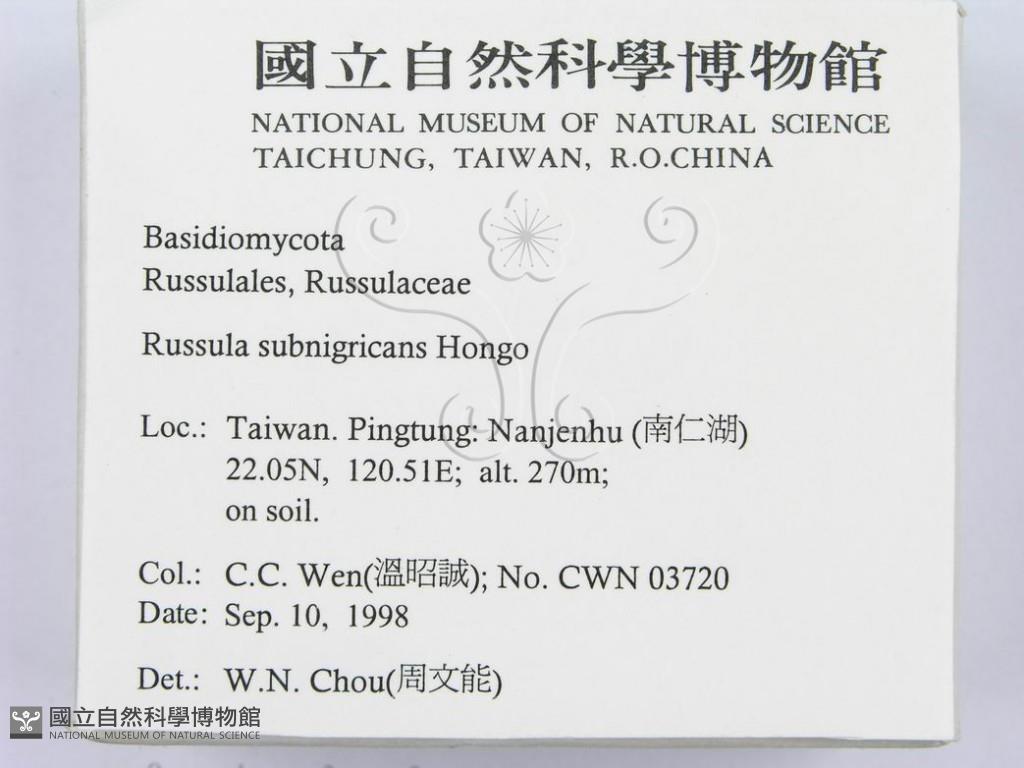 國立自然科學博物館
NATIONAL MUSEUM OF NATURAL SCIENCE
TAICHUNG, TAIWAN, R.O.CHINA
Basidiomycota
Russulales, Russulaceae
Russula subnigricans Hongo
Loc.: Taiwan. Pingtung: Nanjenhu (南仁湖)
22.05N, 120.51E; alt. 270m;
on soil.
Col.: C.C. Wen(溫昭誠); No. CWN 03720
Date: Sep. 10, 1998
Det.: W.N. Chou(周文能)
國立自然科學博物館
NATIONAL MUSEUM OF NATURAL SCIENCE